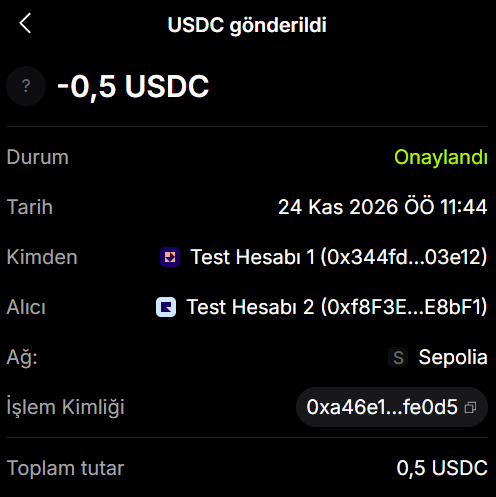 USDC gönderildi
? -0,5 USDC
Durum Onaylandı
Tarih 24 Kas 2026 ÖÖ 11:44
Kimden Test Hesabı 1 (0x344fd...03e12)
Alıcı Test Hesabı 2 (0xf8F3E...E8bF1)
Ağ: S Sepolia
İşlem Kimliği 0xa46e1...fe0d5
Toplam tutar 0,5 USDC